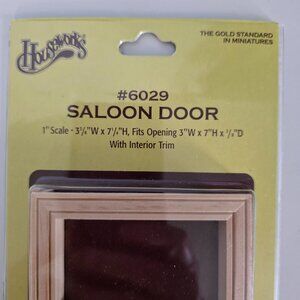 Houseworks
THE GOLD STANDARD
IN MINIATURES
#6029
SALOON DOOR
1" Scale - 3¾"W x 7¼"H, Fits Opening 3"W x 7"H x ⅜"D
With Interior Trim